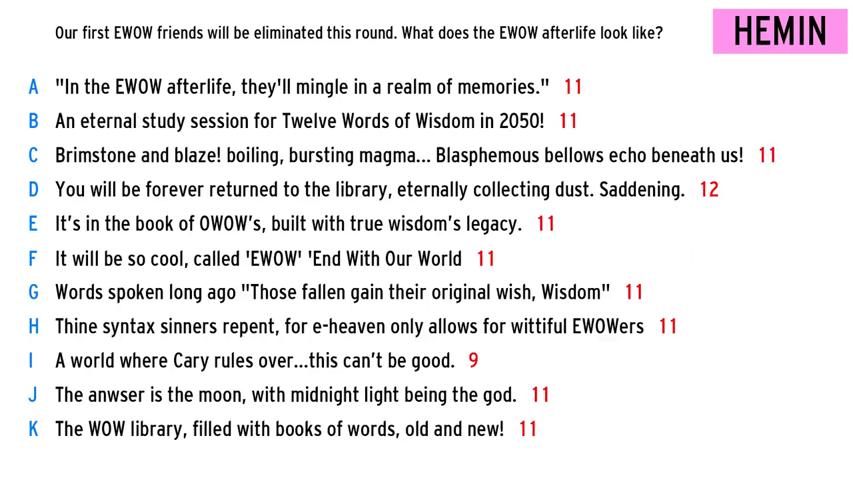 Our first EWOW friends will be eliminated this round. What does the EWOW afterlife look like?
HEMIN
A "In the EWOW afterlife, they'll mingle in a realm of memories." 11
B An eternal study session for Twelve Words of Wisdom in 2050! 11
C Brimstone and blaze! boiling, bursting magma... Blasphemous bellows echo beneath us! 11
D You will be forever returned to the library, eternally collecting dust. Saddening. 12
E It's in the book of OWOW's, built with true wisdom's legacy. 11
F It will be so cool, called 'EWOW' 'End With Our World 11
G Words spoken long ago "Those fallen gain their original wish, Wisdom" 11
H Thine syntax sinners repent, for e-heaven only allows for wittiful EWOWers 11
I A world where Cary rules over...this can't be good. 9
J The anwser is the moon, with midnight light being the god. 11
K The WOW library, filled with books of words, old and new! 11